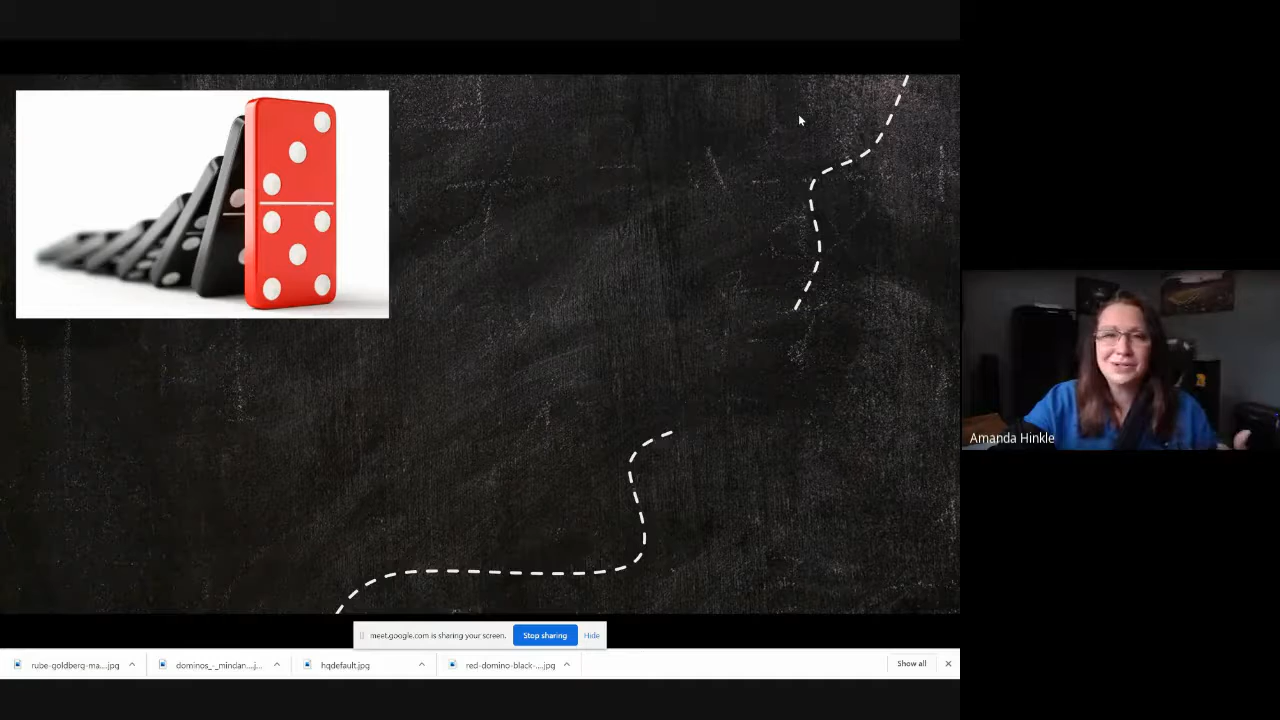 Amanda Hinkle
meet.google.com is sharing your screen.
Stop sharing
Hide
rube-goldberg-ma....jpg
dominos_-_mindan....j...
hqdefault.jpg
red-domino-black-....jpg
Show all